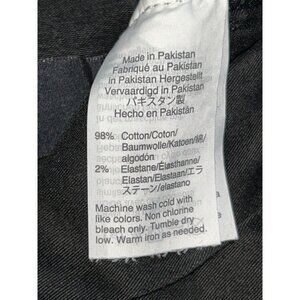 Made in Pakistan
Fabriqué au Pakistan
in Pakistan Hergestellt
Vervaardigd in Pakistan
パキスタン製
Hecho en Pakistán
98% Cotton/Coton/
Baumwolle/Katoen/綿/
algodón
2% Elastane/Élasthanne/
Elastan/Elastaan/エラ
ステーン/elastano
Machine wash cold with
like colors. Non chlorine
bleach only. Tumble dry
low. Warm iron as needed.